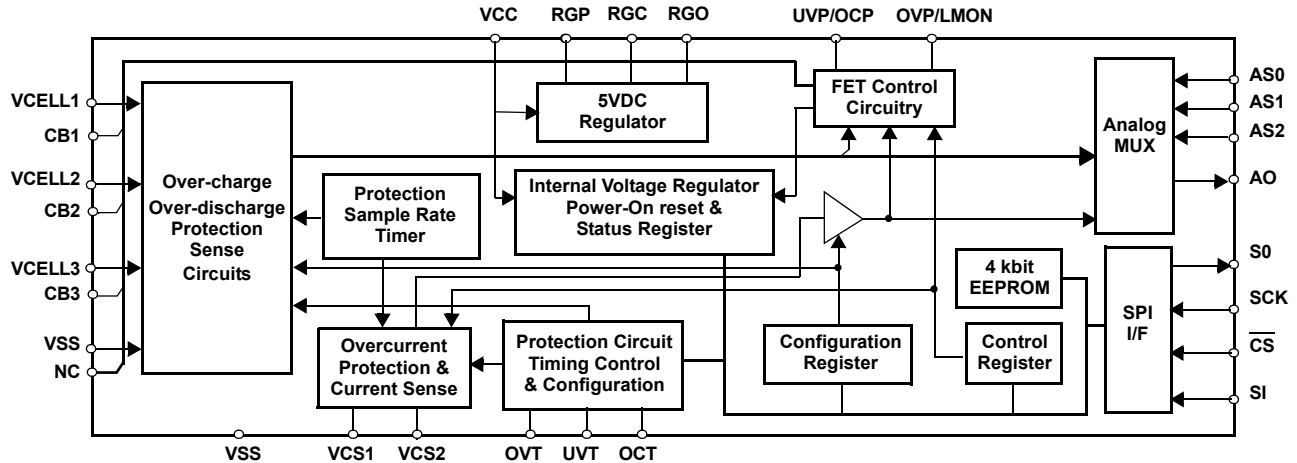 VCC
RGP
RGC
RGO
UVP/OCP
OVP/LMON
VCELL1
CB1
VCELL2
CB2
VCELL3
CB3
VSS
NC
Over-charge
Over-discharge
Protection
Sense
Circuits
5VDC
Regulator
FET Control
Circuitry
Analog
MUX
AS0
AS1
AS2
AO
Protection
Sample Rate
Timer
Internal Voltage Regulator
Power-On reset &
Status Register
4 kbit
EEPROM
SPI
I/F
S0
SCK
CS
SI
Overcurrent
Protection &
Current Sense
Protection Circuit
Timing Control
& Configuration
Configuration
Register
Control
Register
VSS
VCS1
VCS2
OVT
UVT
OCT